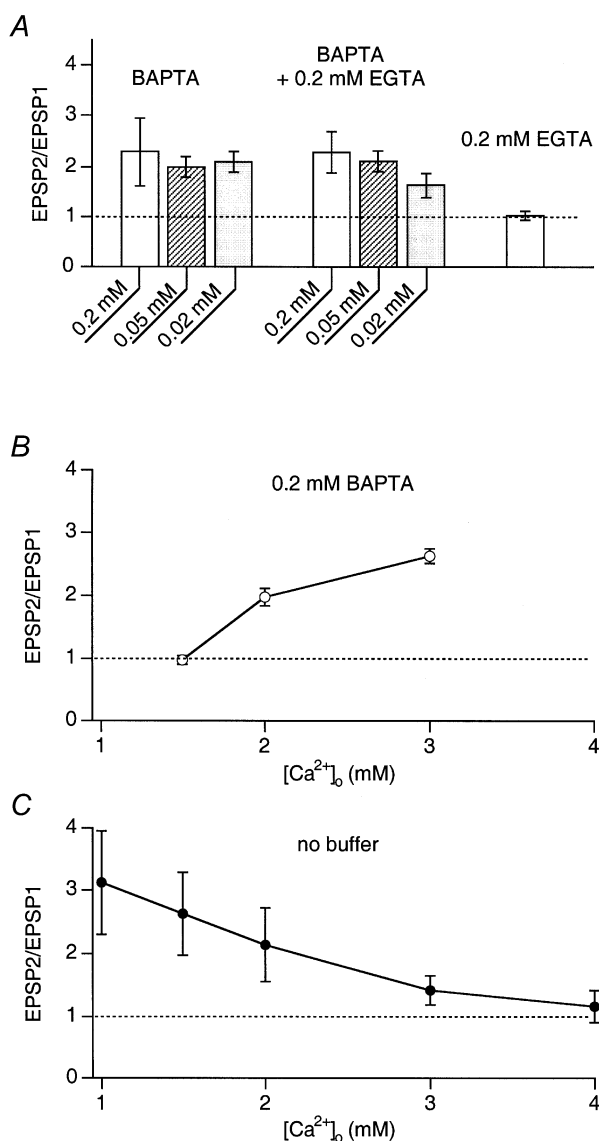 A
EPSP2/EPSP1
4
3
2
1
0
BAPTA
BAPTA
+ 0.2 mM EGTA
0.2 mM EGTA
0.2 mM
0.05 mM
0.02 mM
0.2 mM
0.05 mM
0.02 mM
B
EPSP2/EPSP1
4
3
2
1
0
0.2 mM BAPTA
1
2
3
4
[Ca2+]o (mM)
C
EPSP2/EPSP1
4
3
2
1
0
no buffer
1
2
3
4
[Ca2+]o (mM)